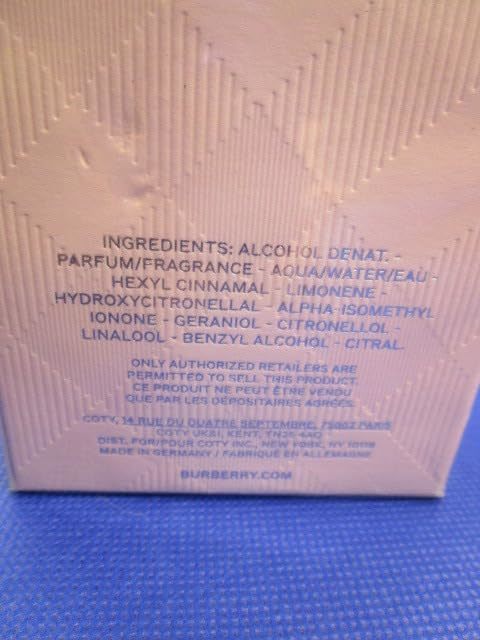 INGREDIENTS: ALCOHOL DENAT. -
PARFUM/FRAGRANCE - AQUA/WATER/EAU -
HEXYL CINNAMAL - LIMONENE -
HYDROXYCITRONELLAL - ALPHA-ISOMETHYL
IONONE - GERANIOL - CITRONELLOL -
LINALOOL - BENZYL ALCOHOL - CITRAL.
ONLY AUTHORIZED RETAILERS ARE
PERMITTED TO SELL THIS PRODUCT.
CE PRODUIT NE PEUT ÊTRE VENDU
QUE PAR LES DÉPOSITAIRES AGRÉÉS.
COTY, 14 RUE DU QUATRE SEPTEMBRE, 75002 PARIS
COTY UK&I, KENT, TN25 4AQ
DIST. FOR/POUR COTY INC., NEW YORK, NY 10118
MADE IN GERMANY / FABRIQUÉ EN ALLEMAGNE
BURBERRY.COM